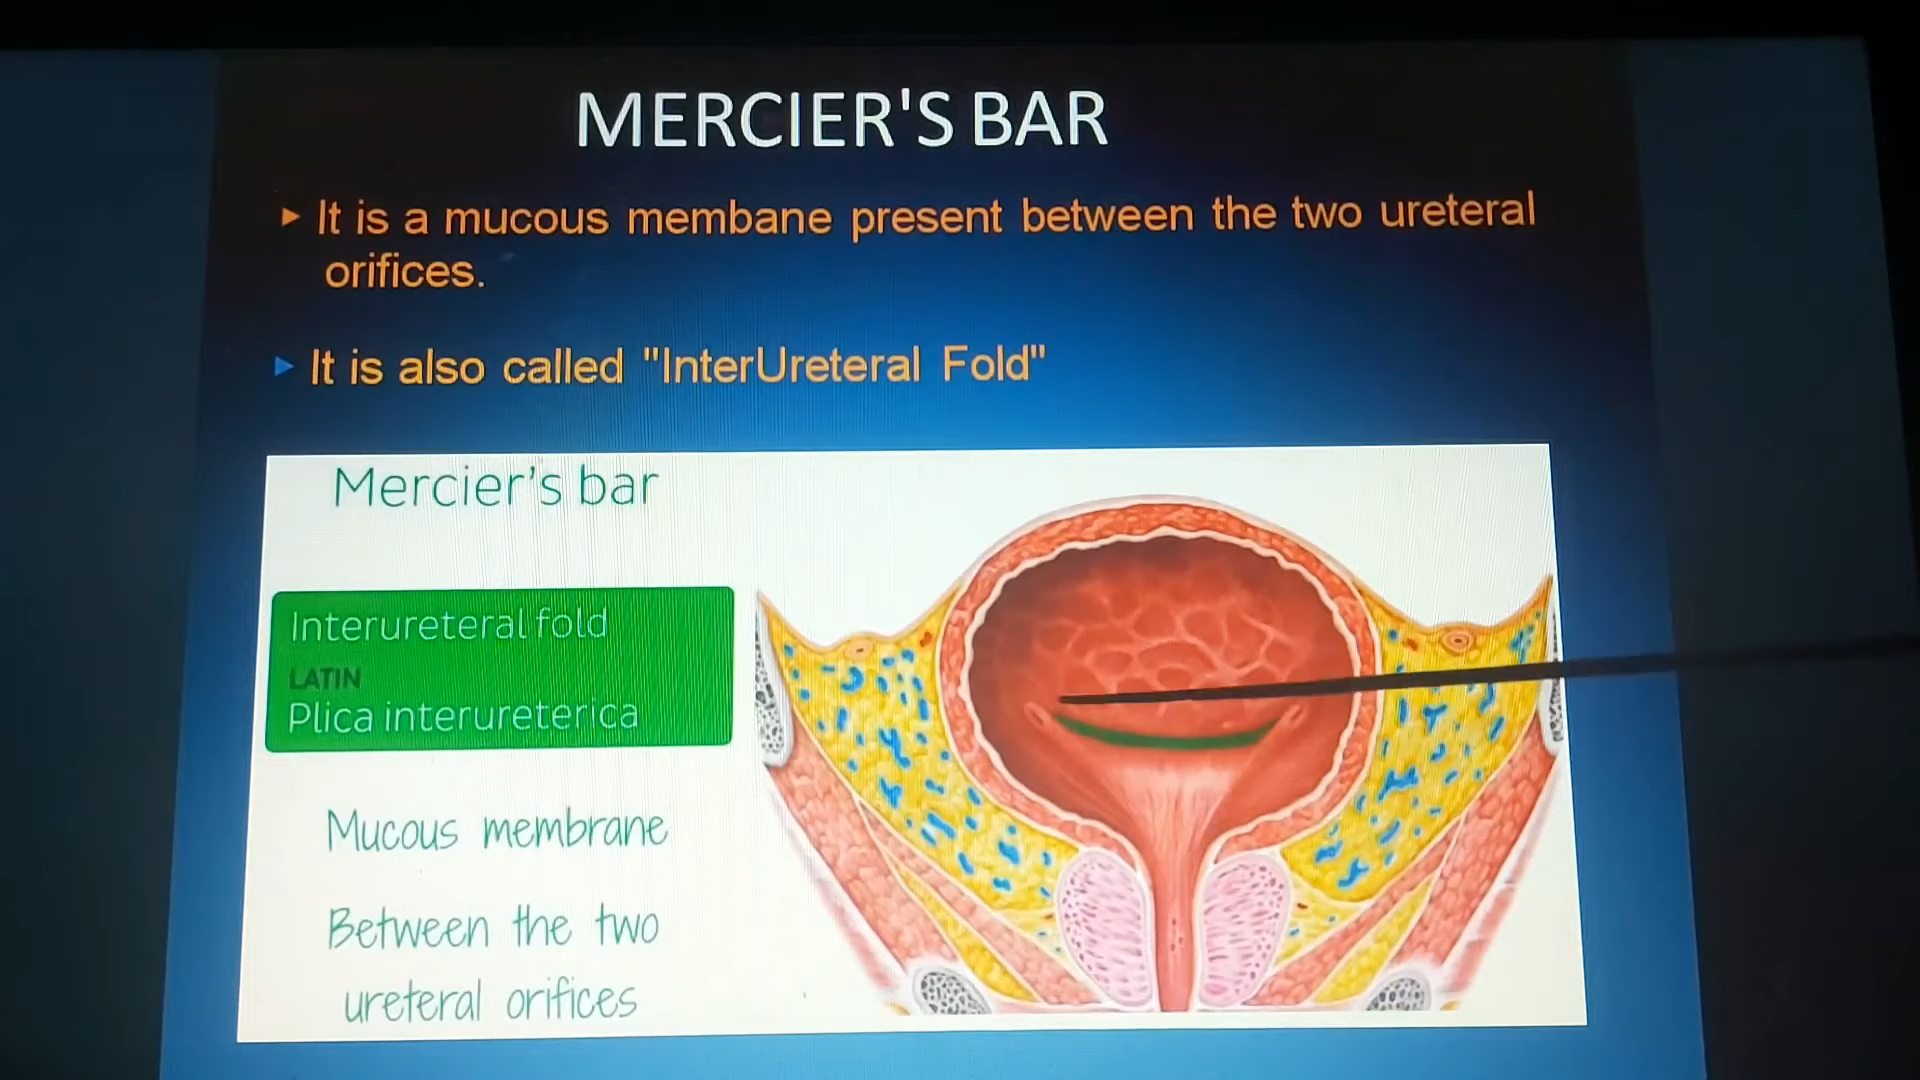 MERCIER'S BAR
► It is a mucous membane present between the two ureteral
orifices.
► It is also called "InterUreteral Fold"
Mercier's bar
Interureteral fold
LATIN
Plica interureterica
Mucous membrane
Between the two
ureteral orifices